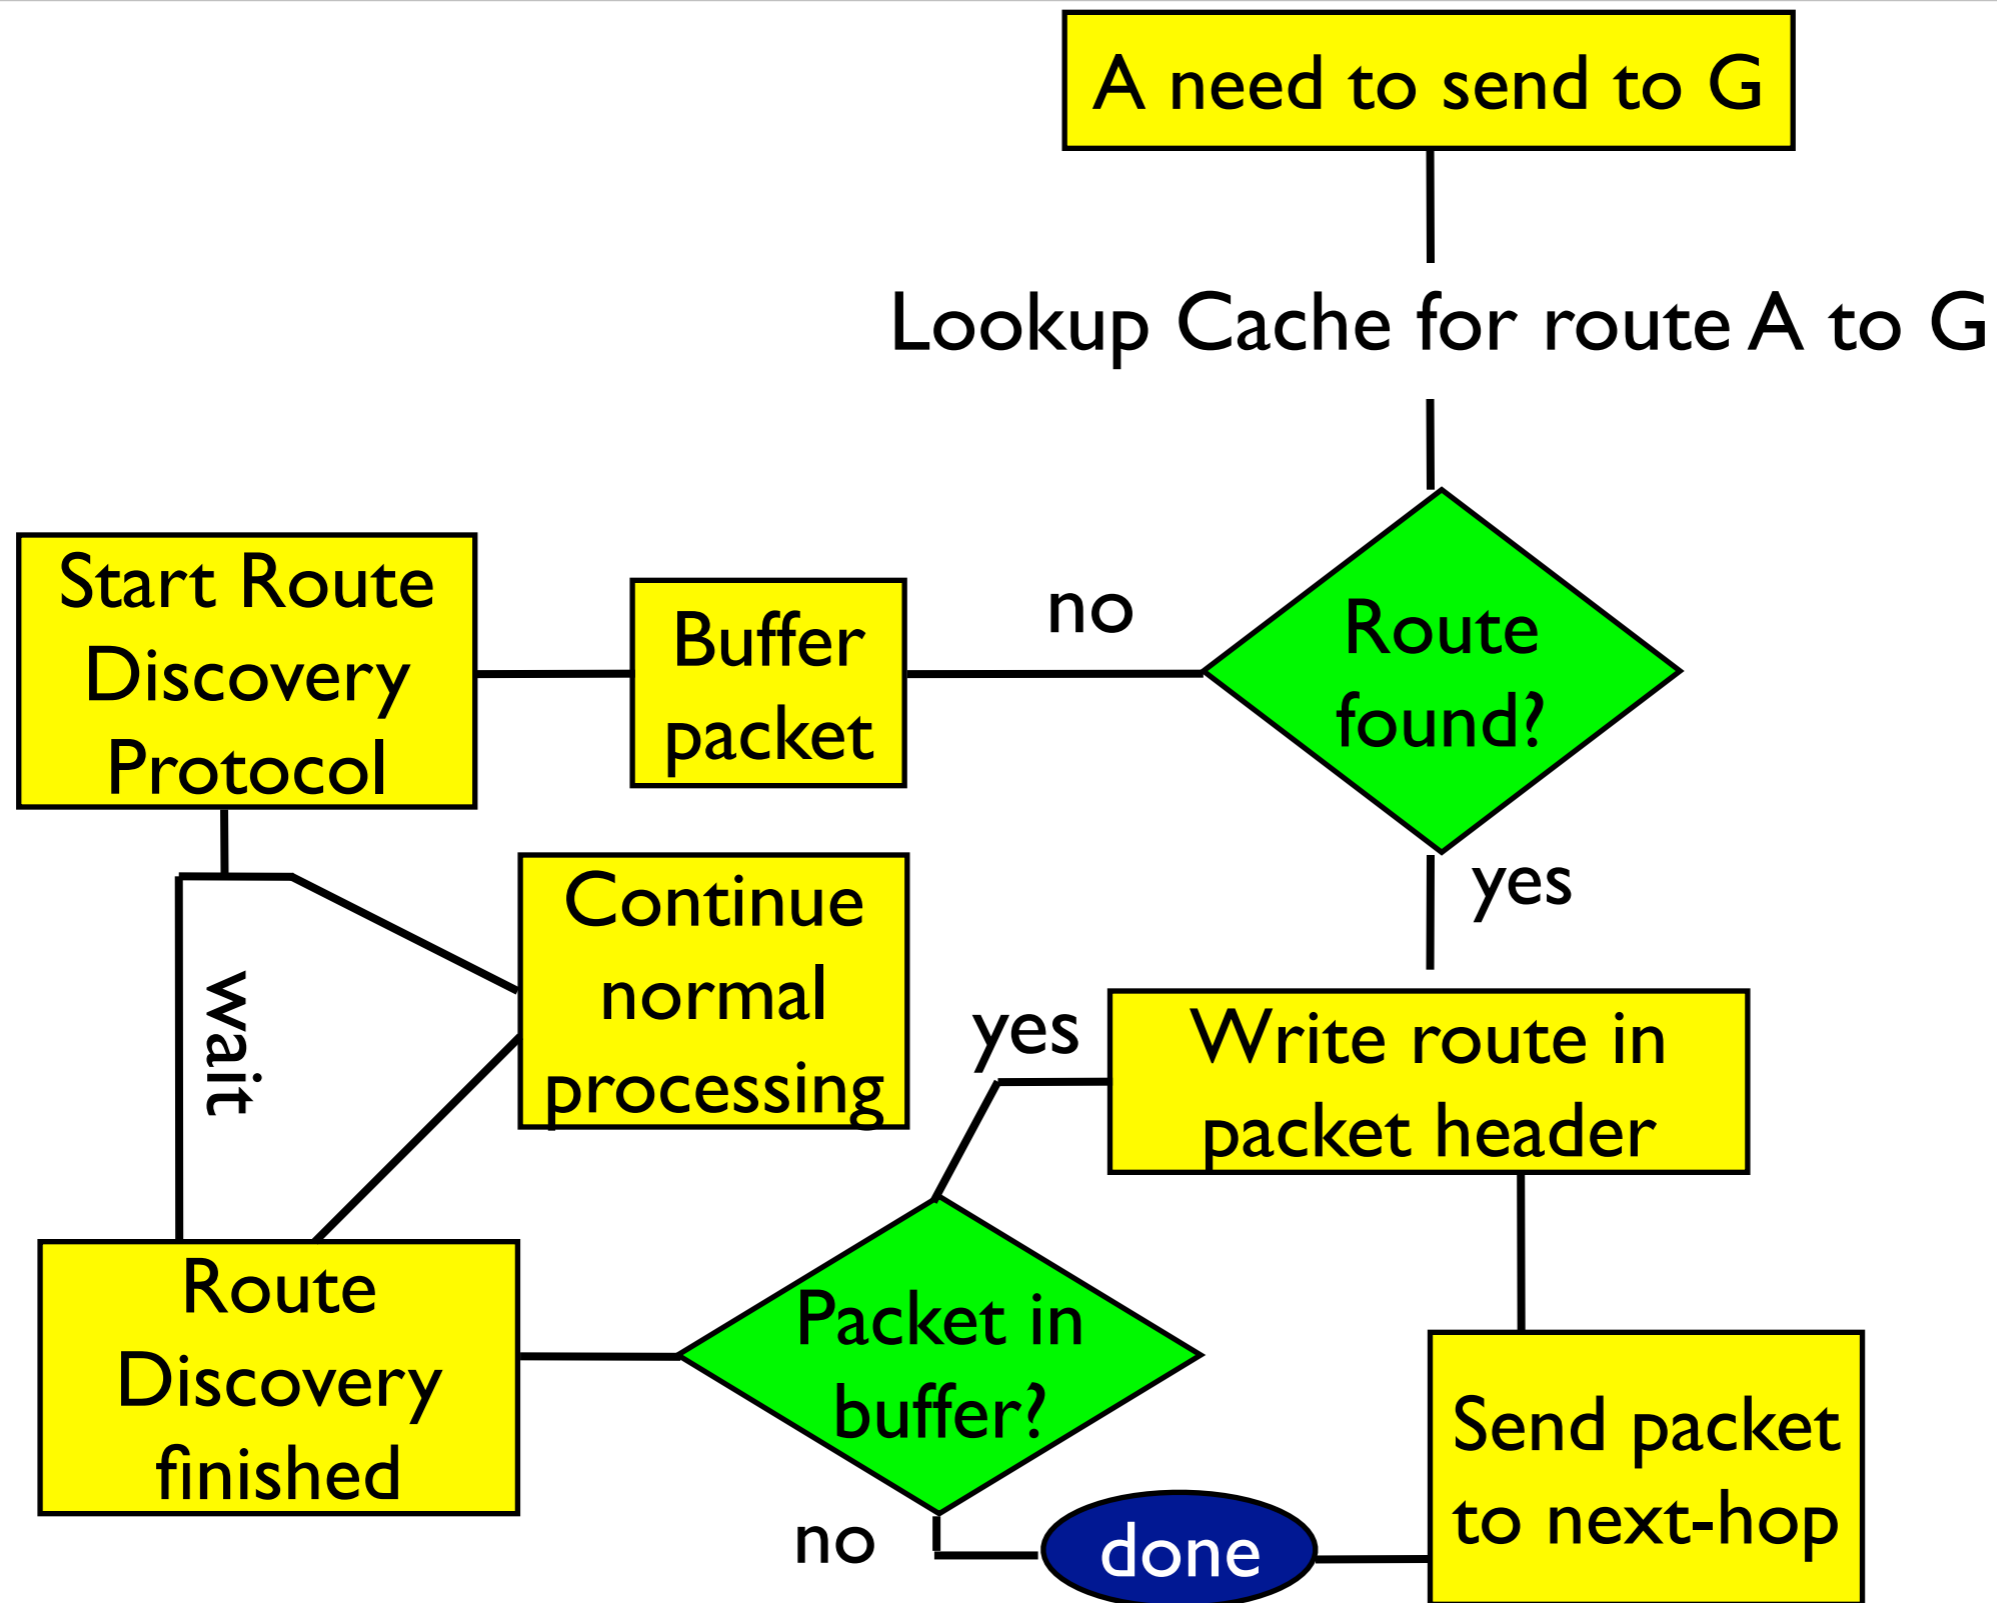 A need to send to G
Lookup Cache for route A to G
Route
found?
no
Buffer
packet
Start Route
Discovery
Protocol
yes
wait
Continue
normal
processing
yes
Write route in
packet header
Route
Discovery
finished
Packet in
buffer?
Send packet
to next-hop
no
done